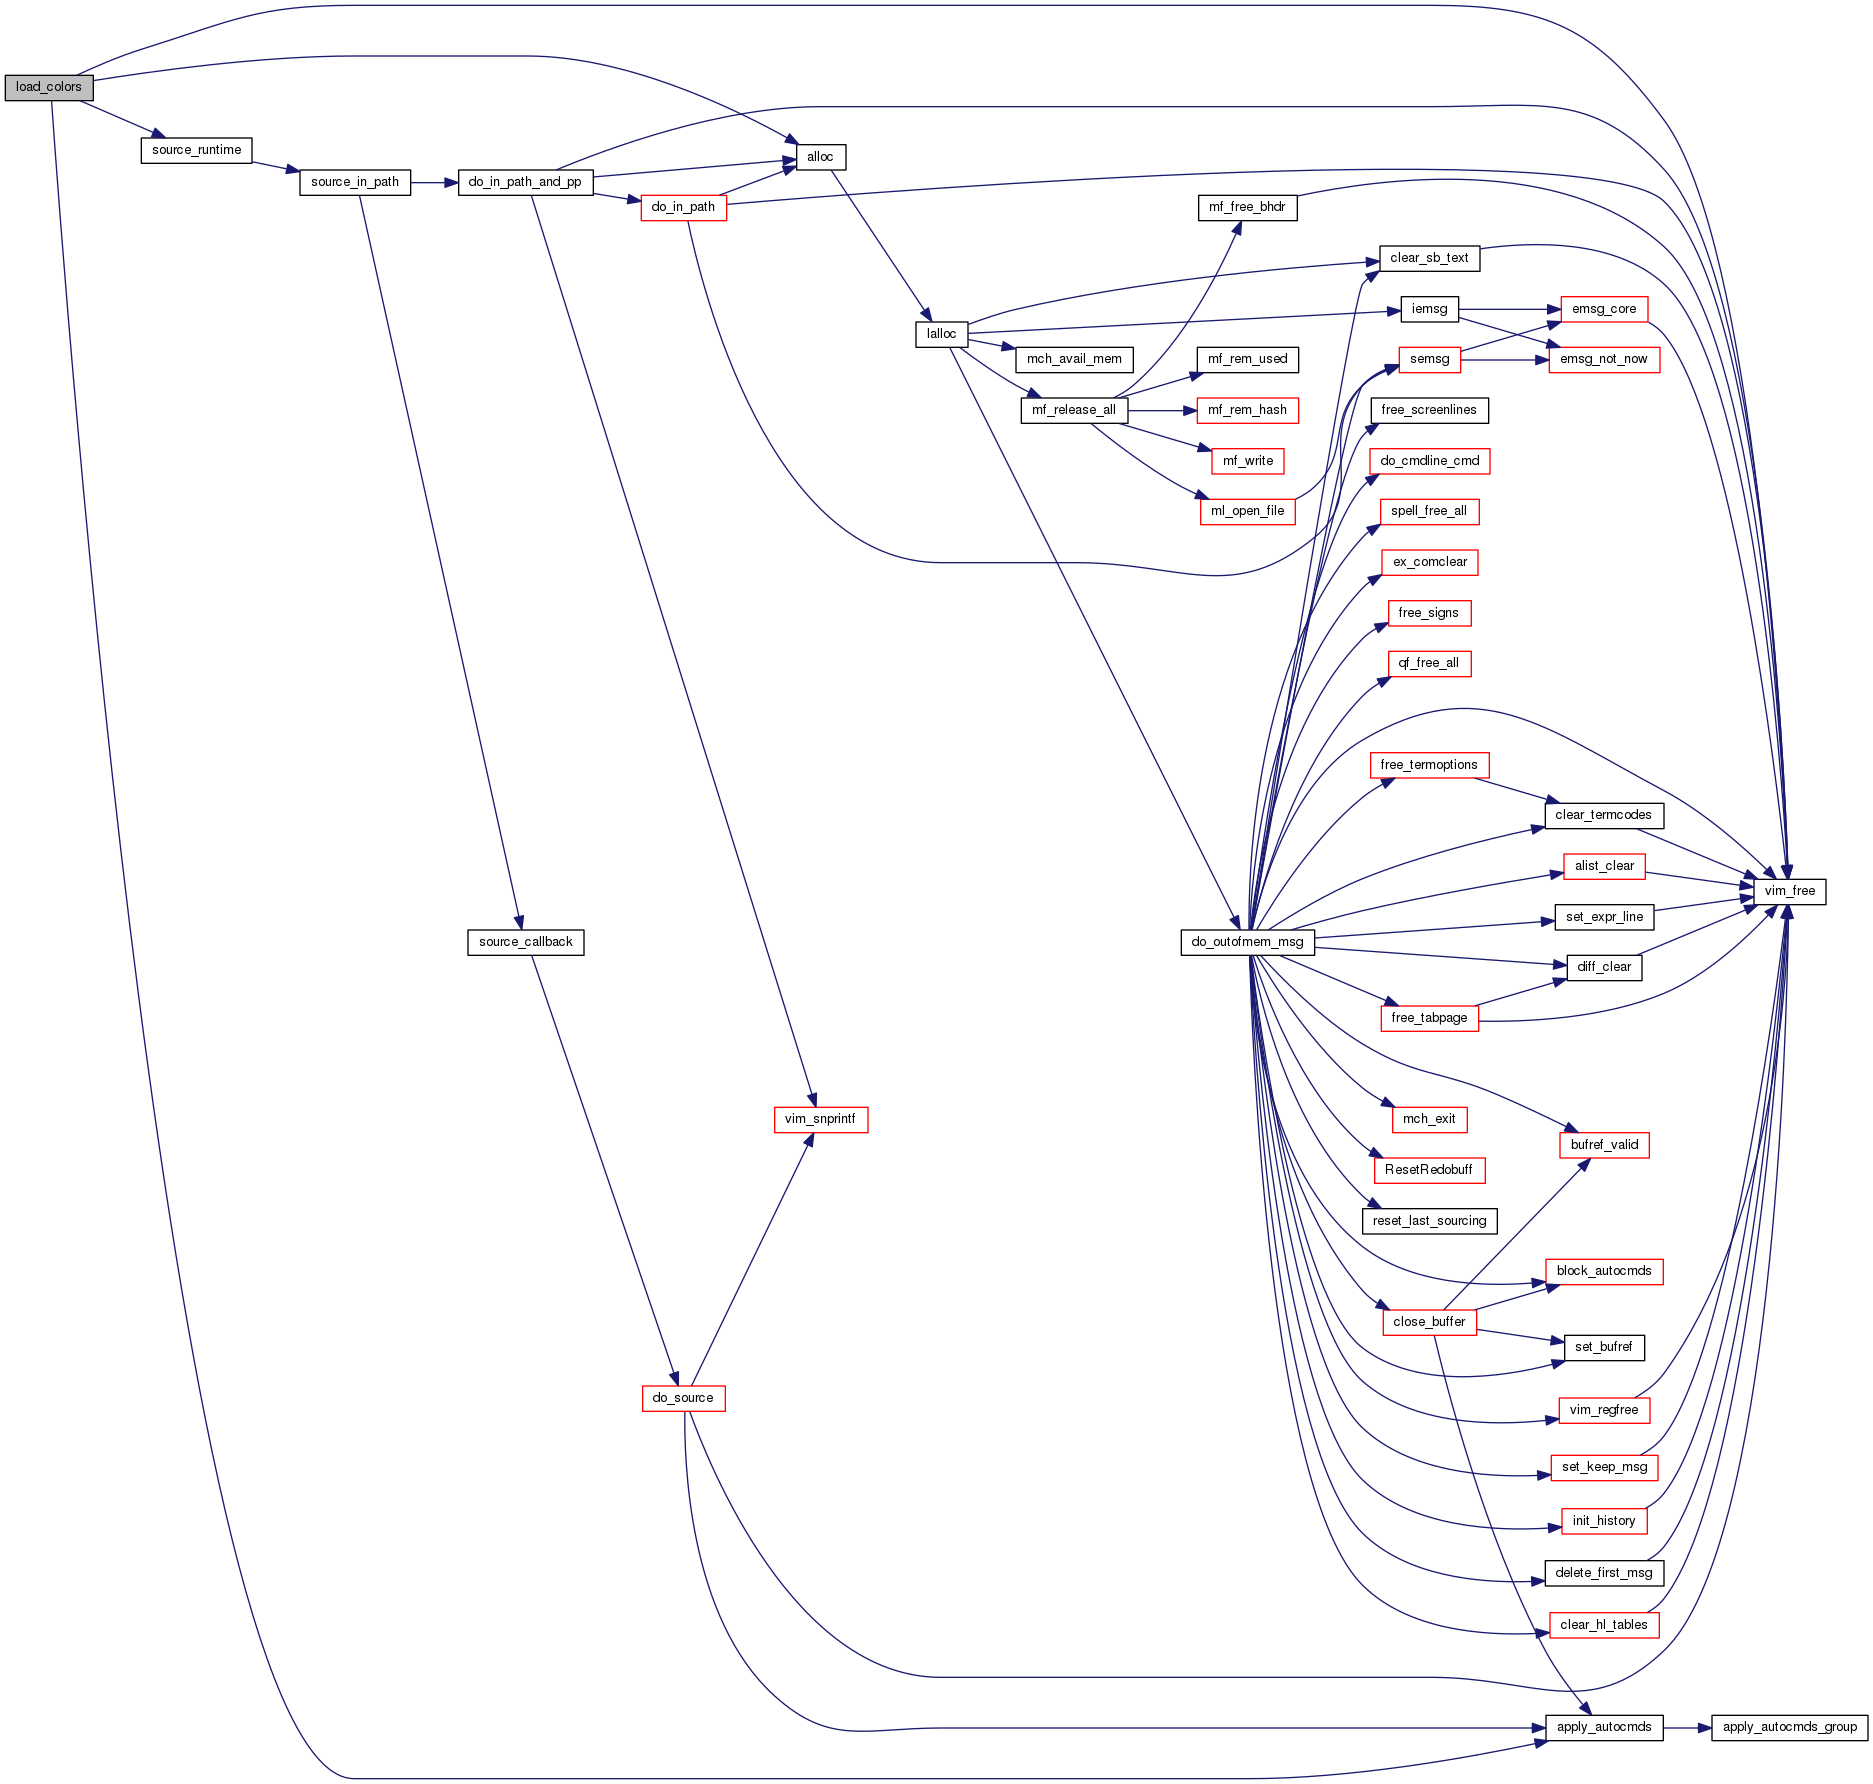 load_colors
source_runtime
source_in_path
do_in_path_and_pp
do_in_path
alloc
lalloc
mch_avail_mem
mf_release_all
mf_free_bhdr
mf_rem_used
mf_rem_hash
mf_write
ml_open_file
clear_sb_text
iemsg
semsg
emsg_core
emsg_not_now
free_screenlines
do_cmdline_cmd
spell_free_all
ex_comclear
free_signs
qf_free_all
free_termoptions
clear_termcodes
alist_clear
vim_free
set_expr_line
source_callback
do_outofmem_msg
diff_clear
free_tabpage
vim_snprintf
mch_exit
bufref_valid
ResetRedobuff
reset_last_sourcing
block_autocmds
close_buffer
set_bufref
do_source
vim_regfree
set_keep_msg
init_history
delete_first_msg
clear_hl_tables
apply_autocmds
apply_autocmds_group